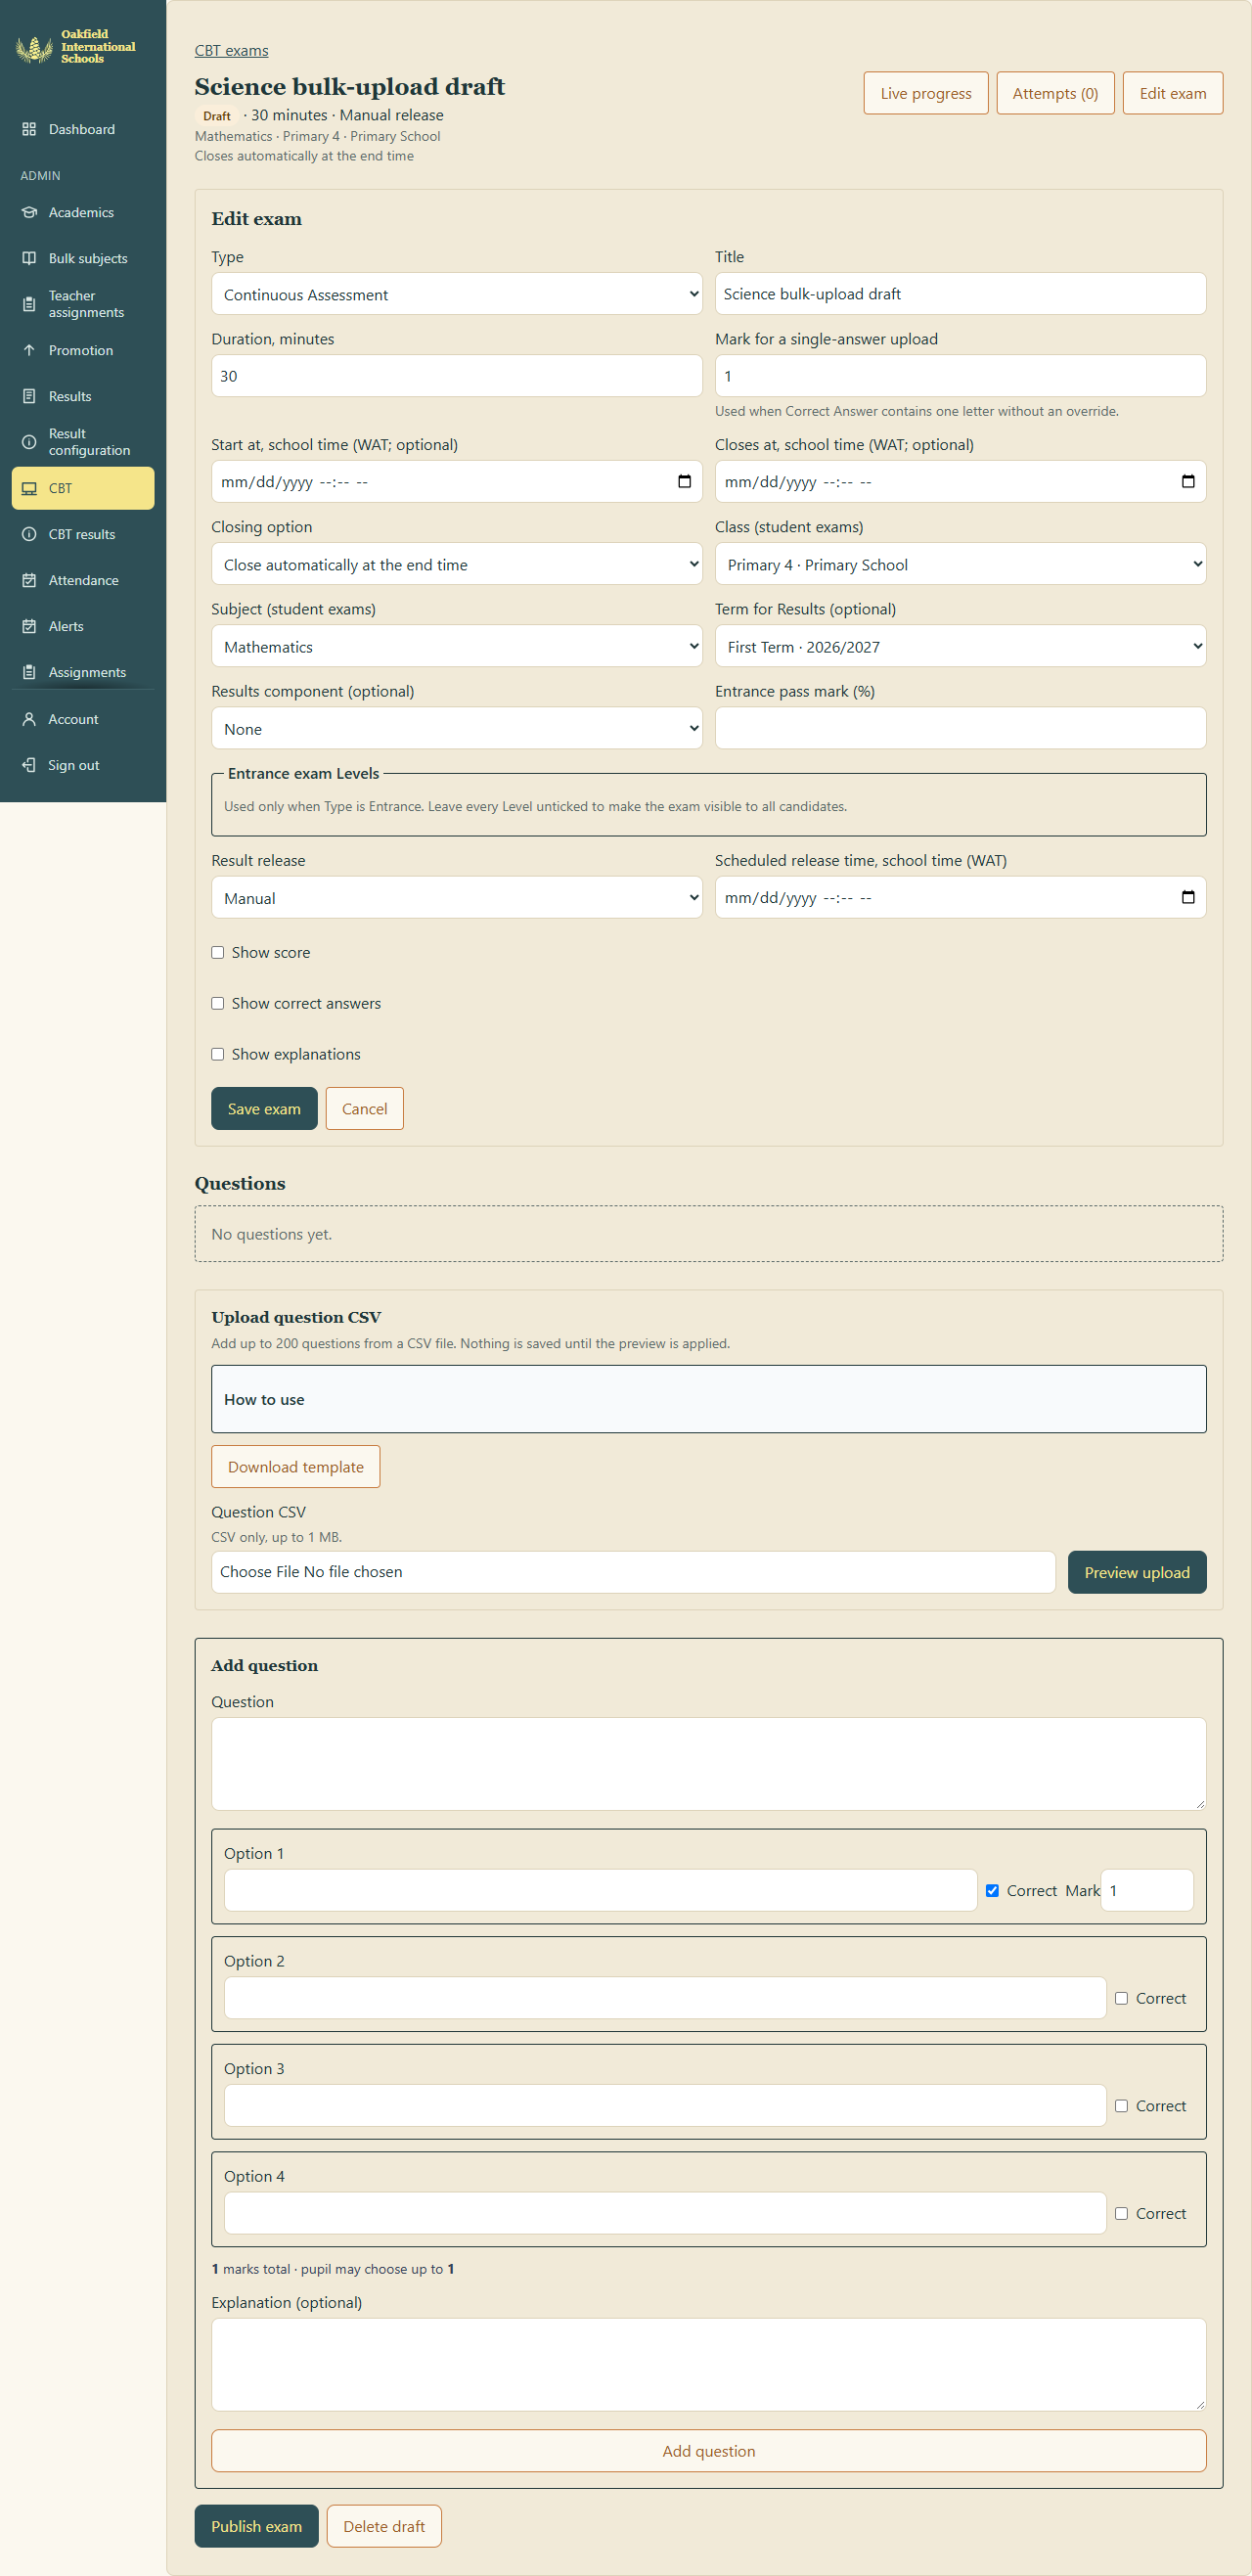 Oakfield
International
Schools
Dashboard
ADMIN
Academics
Bulk subjects
Teacher
assignments
Promotion
Results
Result
configuration
CBT
CBT results
Attendance
Alerts
Assignments
Account
Sign out
CBT exams
Science bulk-upload draft
Live progress
Attempts (0)
Edit exam
Draft · 30 minutes · Manual release
Mathematics · Primary 4 · Primary School
Closes automatically at the end time
Edit exam
Type
Title
Continuous Assessment
Science bulk-upload draft
Duration, minutes
Mark for a single-answer upload
30
1
Used when Correct Answer contains one letter without an override.
Start at, school time (WAT; optional)
Closes at, school time (WAT; optional)
mm/dd/yyyy --:-- --
mm/dd/yyyy --:-- --
Closing option
Class (student exams)
Close automatically at the end time
Primary 4 · Primary School
Subject (student exams)
Term for Results (optional)
Mathematics
First Term · 2026/2027
Results component (optional)
Entrance pass mark (%)
None
Entrance exam Levels
Used only when Type is Entrance. Leave every Level unticked to make the exam visible to all candidates.
Result release
Scheduled release time, school time (WAT)
Manual
mm/dd/yyyy --:-- --
Show score
Show correct answers
Show explanations
Save exam
Cancel
Questions
No questions yet.
Upload question CSV
Add up to 200 questions from a CSV file. Nothing is saved until the preview is applied.
How to use
Download template
Question CSV
CSV only, up to 1 MB.
Choose File No file chosen
Preview upload
Add question
Question
Option 1
Correct Mark 1
Option 2
Correct
Option 3
Correct
Option 4
Correct
1 marks total · pupil may choose up to 1
Explanation (optional)
Add question
Publish exam
Delete draft